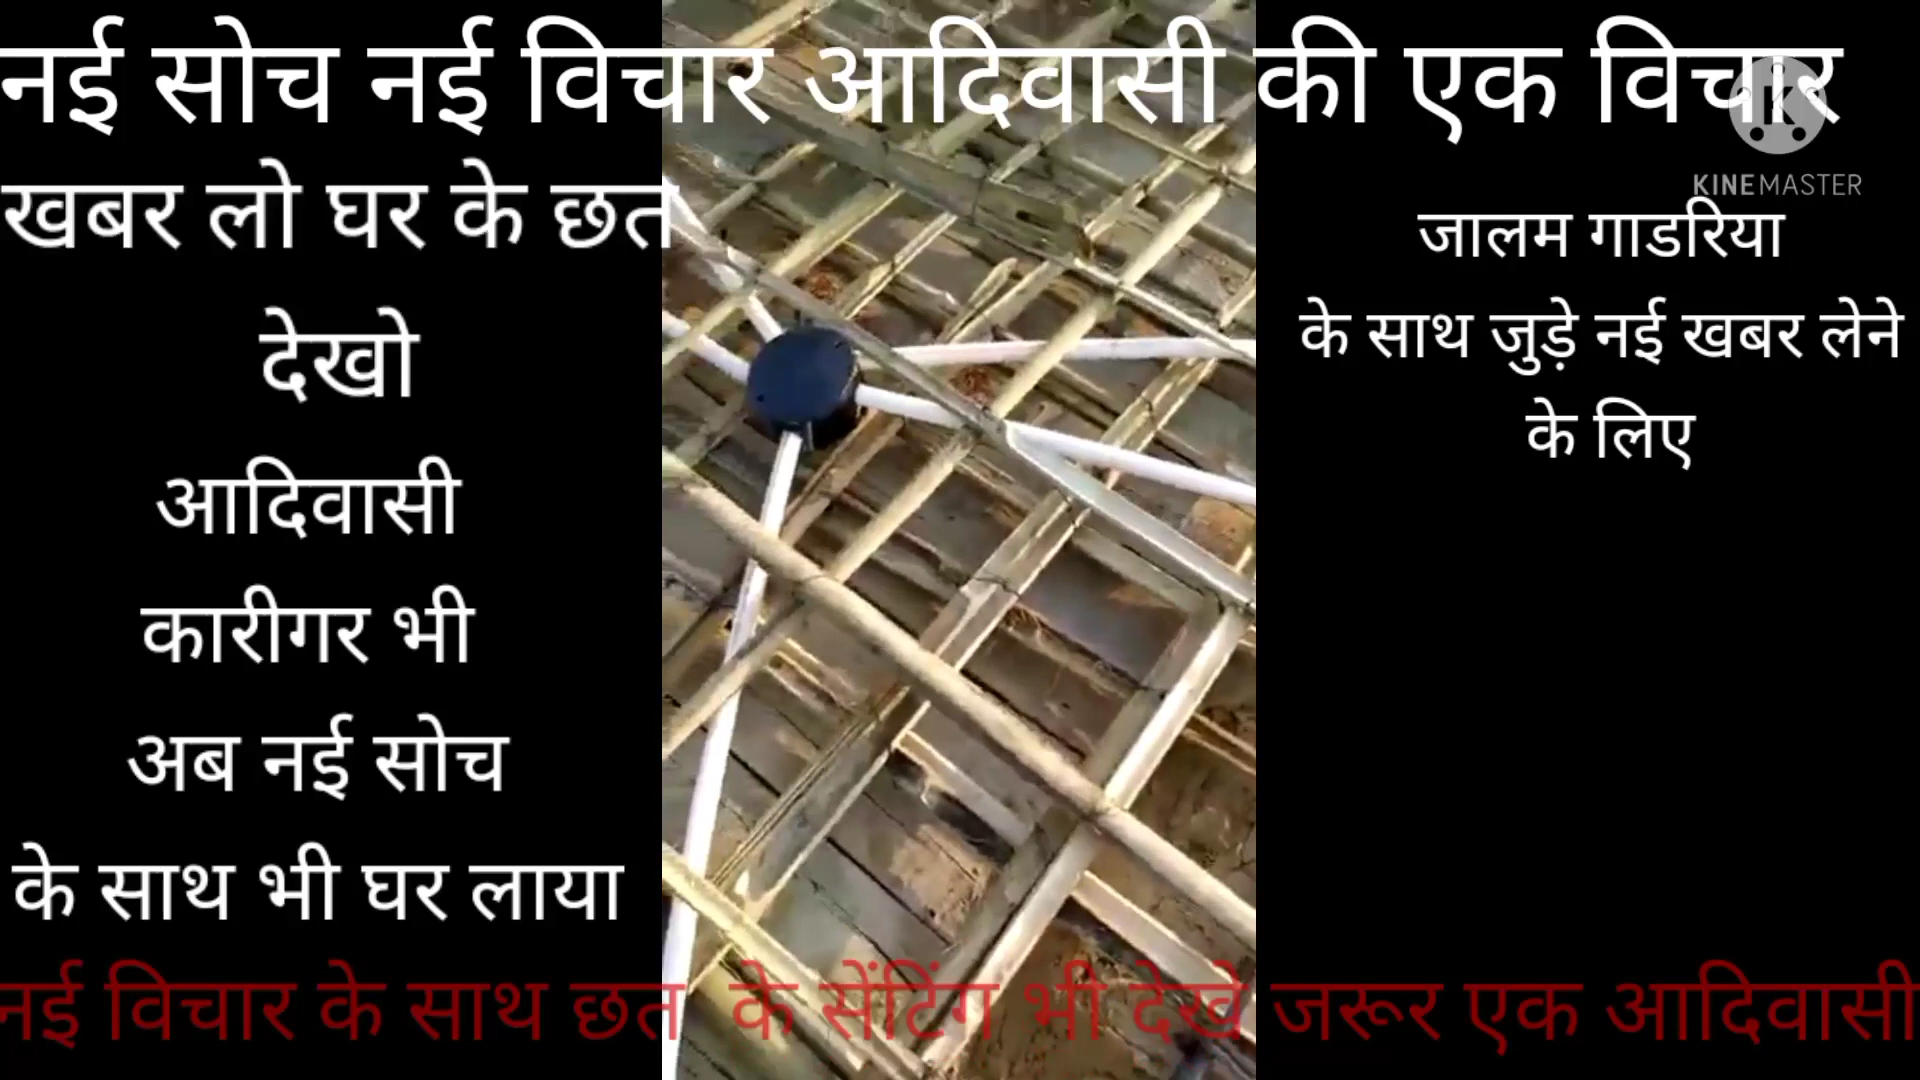 नई सोच नई विचार आदिवासी की एक विचार
खबर लो घर के छत
देखो
आदिवासी
कारीगर भी
अब नई सोच
के साथ भी घर लाया
KINEMASTER
जालम गाडरिया
के साथ जुड़े नई खबर लेने
के लिए
नई विचार के साथ छत के सेंटिंग भी देखे जरूर एक आदिवासी